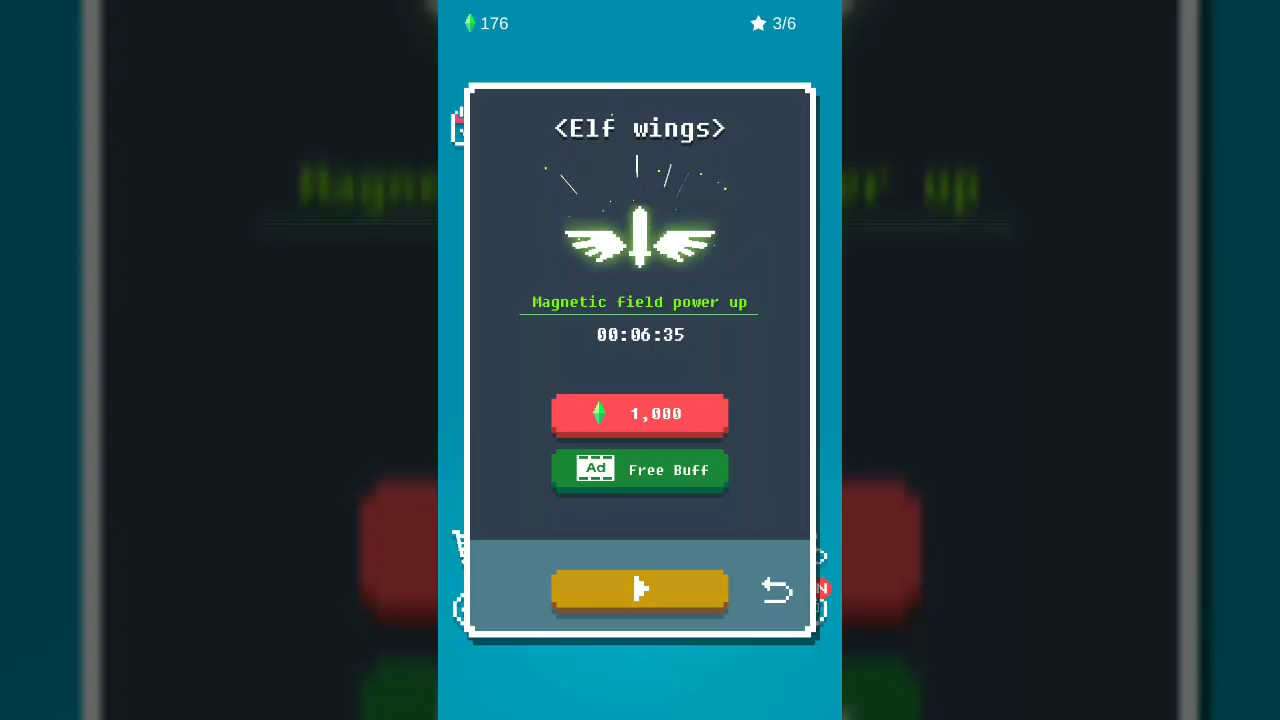 176
3/6
<Elf wings>
Magnetic field power up
00:06:35
1,000
Ad Free Buff
N